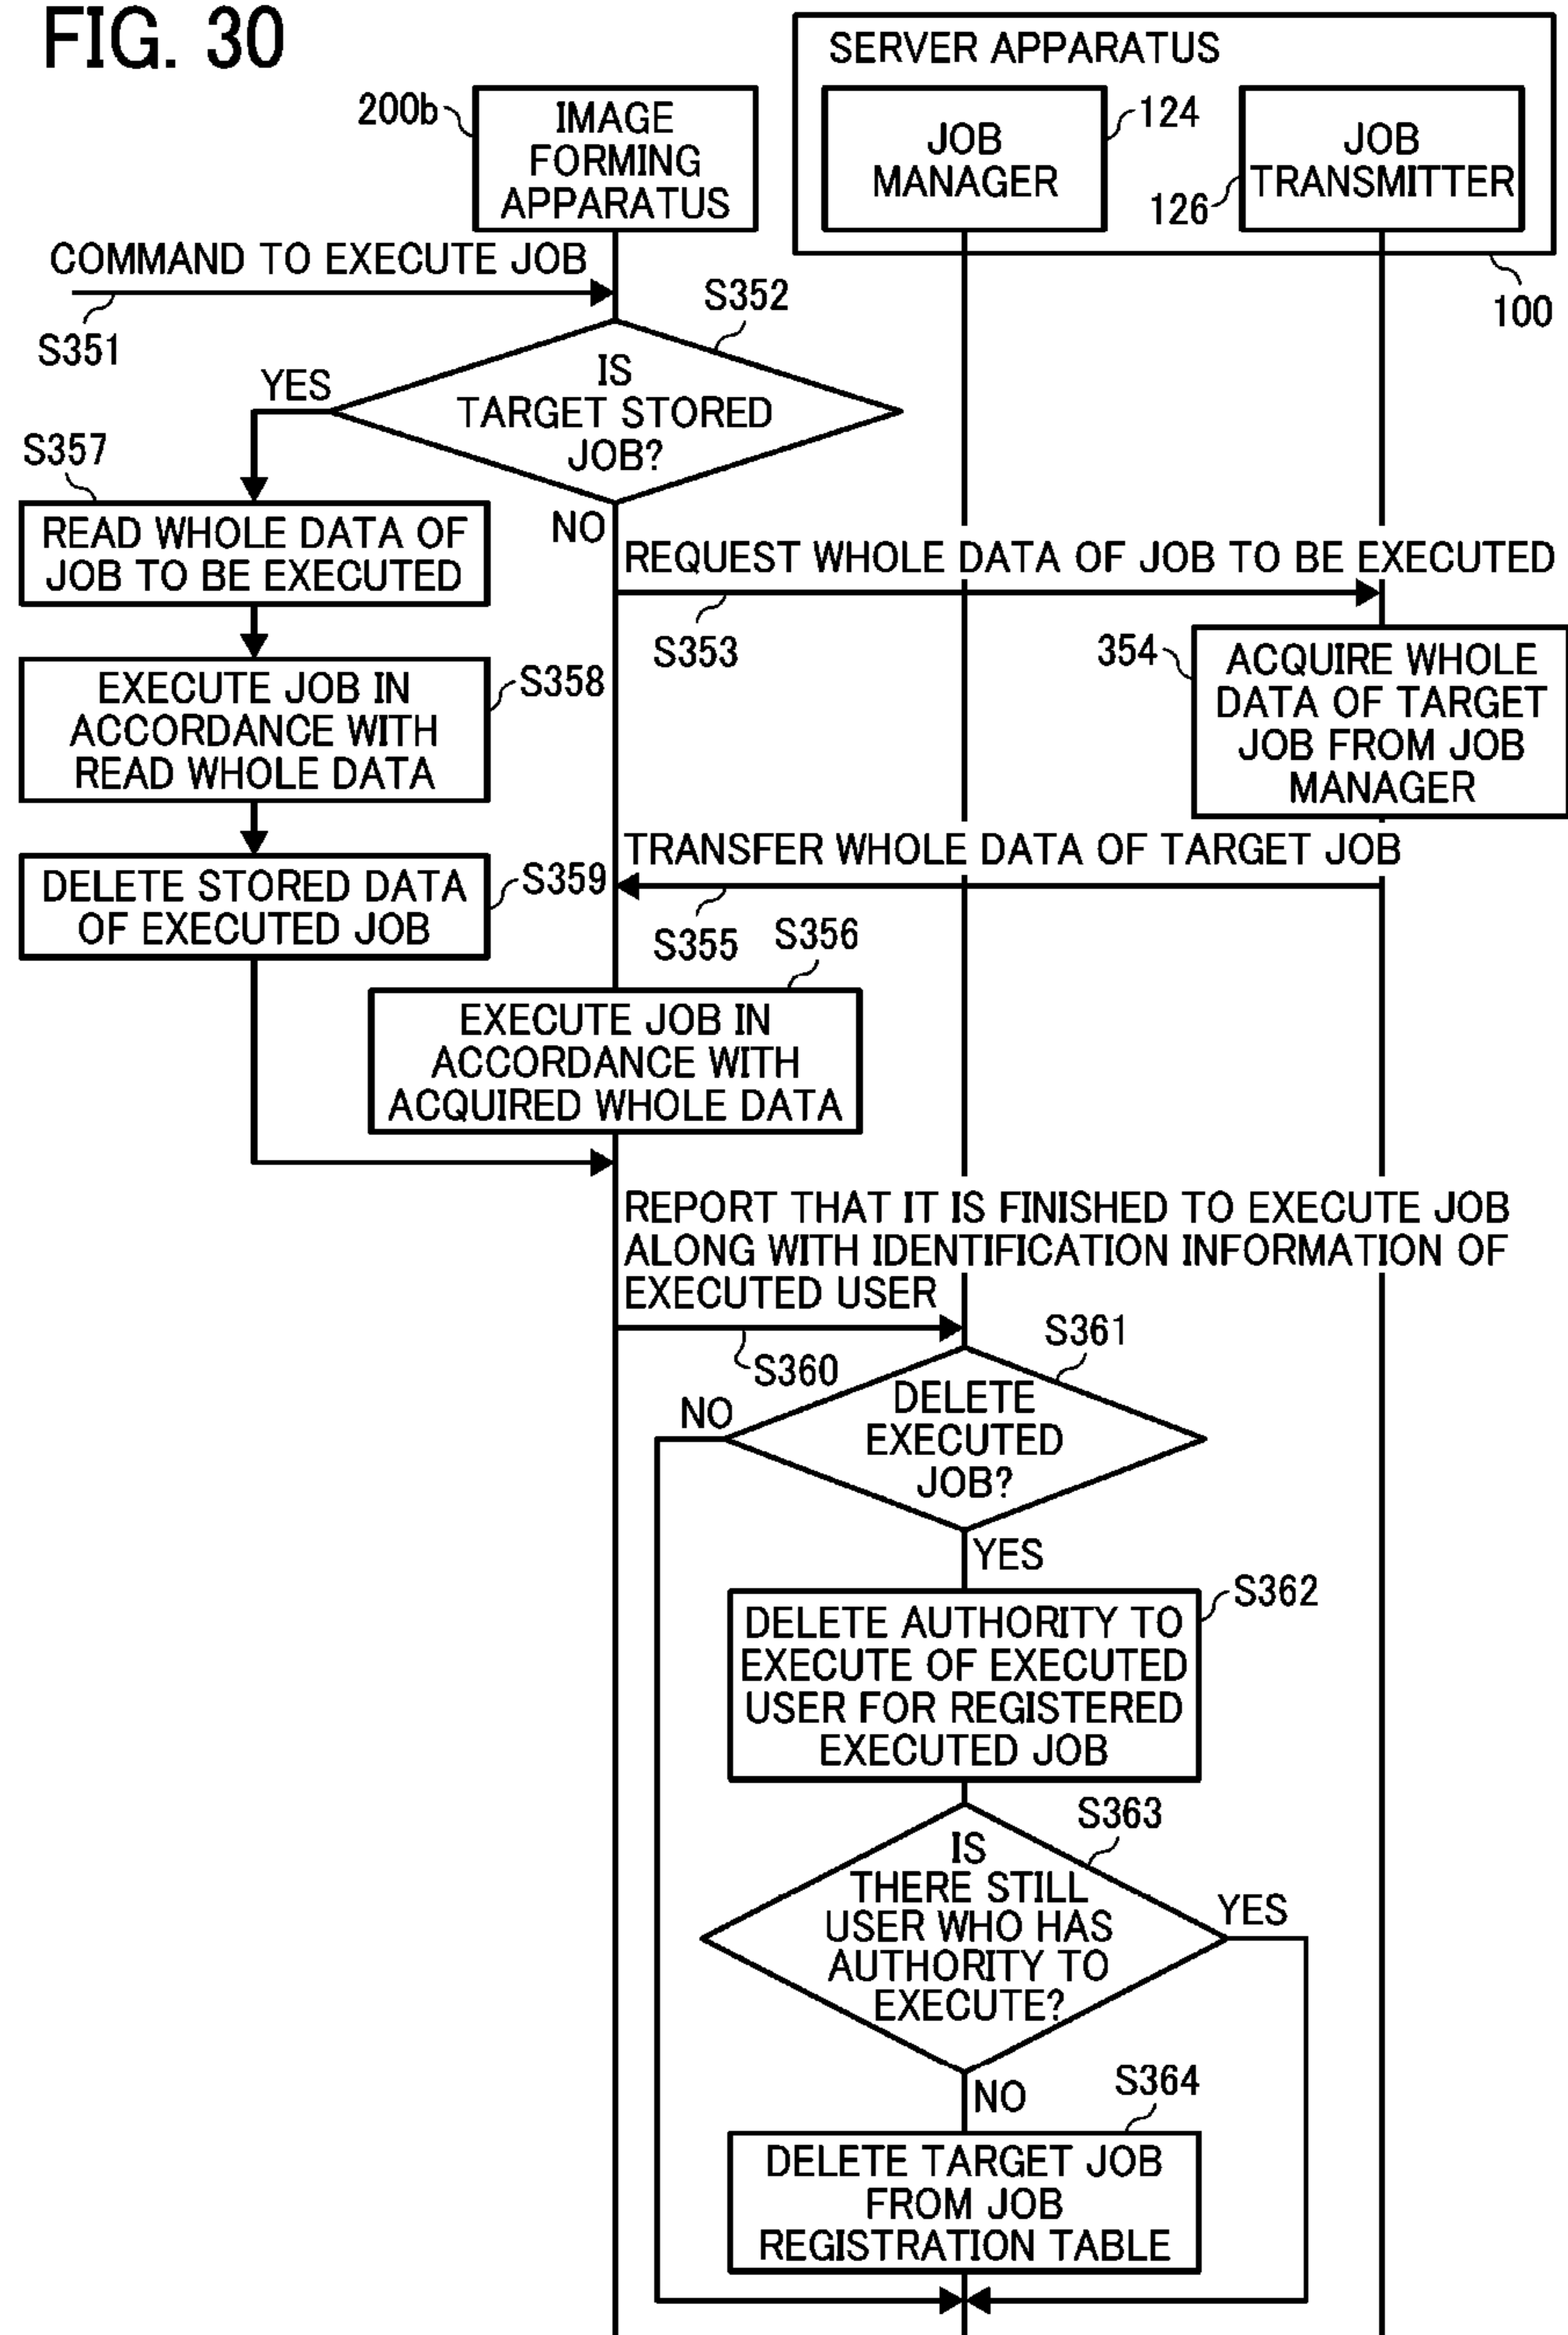 FIG. 30
SERVER APPARATUS
200b
IMAGE
FORMING
APPARATUS
JOB
MANAGER
124
JOB
TRANSMITTER
126
100
COMMAND TO EXECUTE JOB
S351
S352
IS
TARGET STORED
JOB?
YES
NO
S357
READ WHOLE DATA OF
JOB TO BE EXECUTED
REQUEST WHOLE DATA OF JOB TO BE EXECUTED
S353
354
ACQUIRE WHOLE
DATA OF TARGET
JOB FROM JOB
MANAGER
EXECUTE JOB IN
ACCORDANCE WITH
READ WHOLE DATA
S358
TRANSFER WHOLE DATA OF TARGET JOB
S355
DELETE STORED DATA
OF EXECUTED JOB
S359
S356
EXECUTE JOB IN
ACCORDANCE WITH
ACQUIRED WHOLE DATA
REPORT THAT IT IS FINISHED TO EXECUTE JOB
ALONG WITH IDENTIFICATION INFORMATION OF
EXECUTED USER
S360
S361
DELETE
EXECUTED
JOB?
NO
YES
S362
DELETE AUTHORITY TO
EXECUTE OF EXECUTED
USER FOR REGISTERED
EXECUTED JOB
S363
IS
THERE STILL
USER WHO HAS
AUTHORITY TO
EXECUTE?
YES
NO
S364
DELETE TARGET JOB
FROM JOB
REGISTRATION TABLE